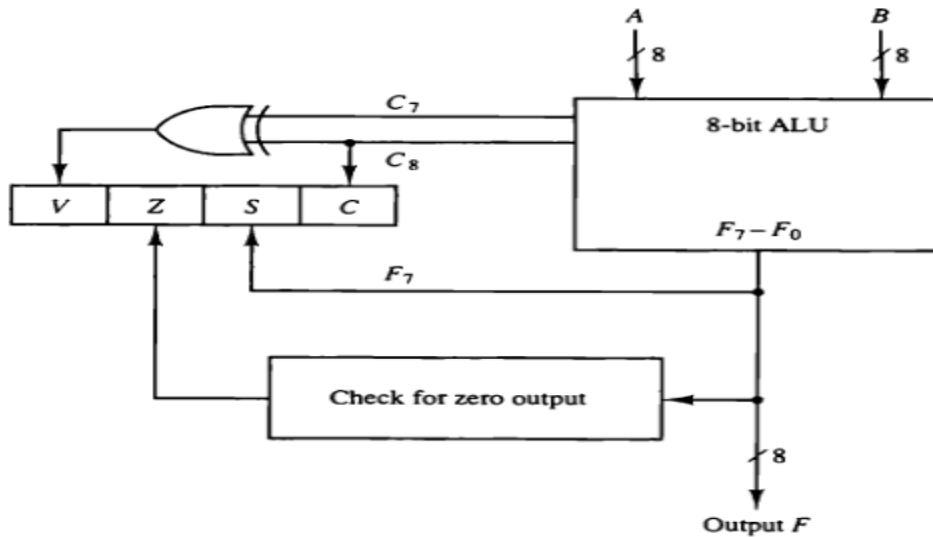 A
B
8
8
C7
8-bit ALU
C8
V Z S C
F7 – F0
F7
Check for zero output
8
Output F